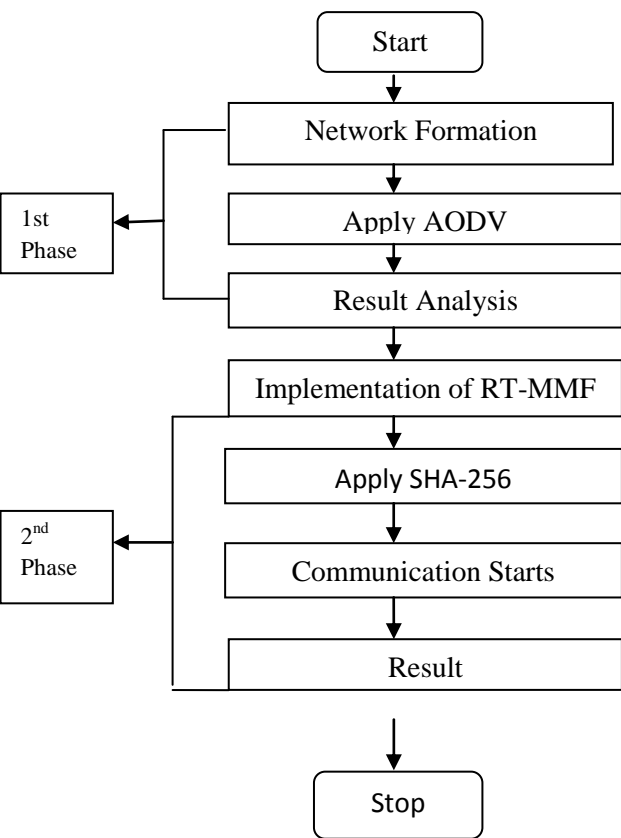 Start
Network Formation
1st
Phase
Apply AODV
Result Analysis
Implementation of RT-MMF
Apply SHA-256
2nd
Phase
Communication Starts
Result
Stop